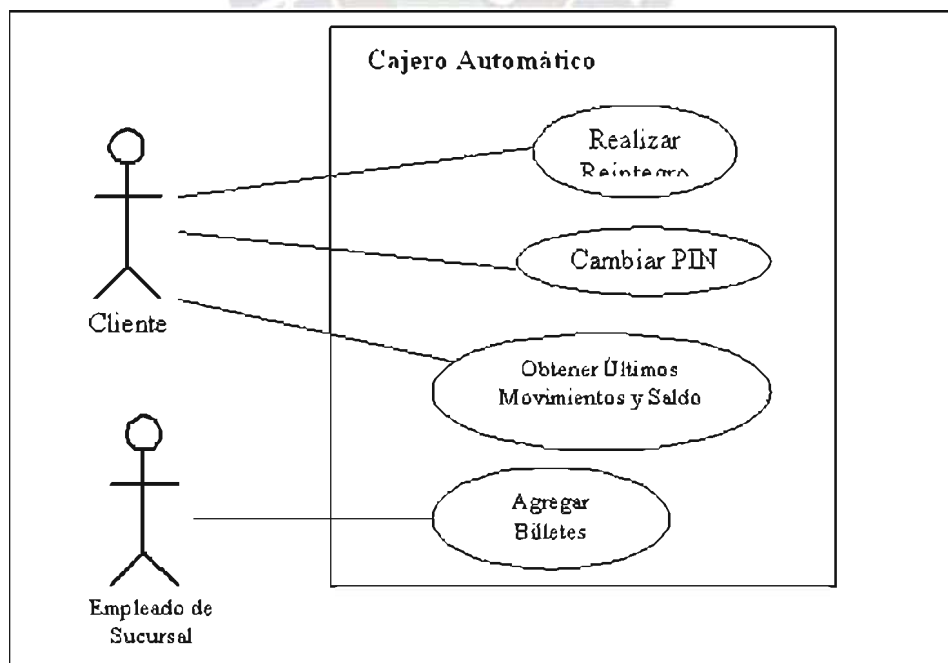 Cajero Automático
Realizar
Reintegro
Cambiar PIN
Cliente
Obtener Últimos
Movimientos y Saldo
Agregar
Billetes
Empleado de
Sucursal